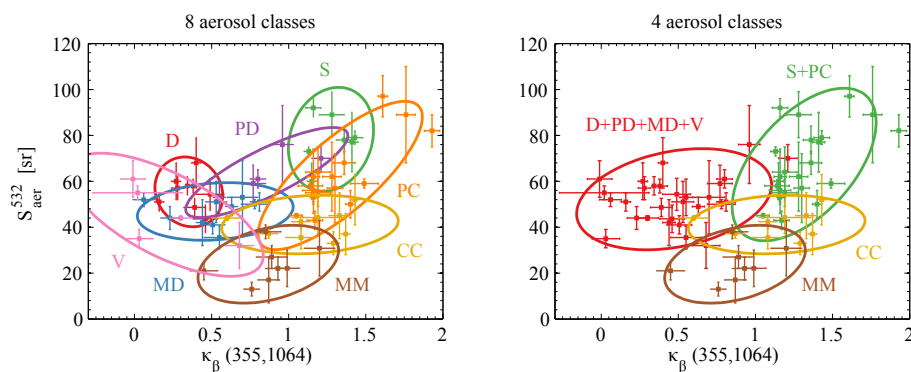 8 aerosol classes
120
100
80
60
40
20
0
S^532_aer [sr]
0
0.5
1
1.5
2
κ_β (355,1064)
S
D
PD
PC
V
MD
CC
MM
4 aerosol classes
120
100
80
60
40
20
0
0
0.5
1
1.5
2
κ_β (355,1064)
S+PC
D+PD+MD+V
CC
MM